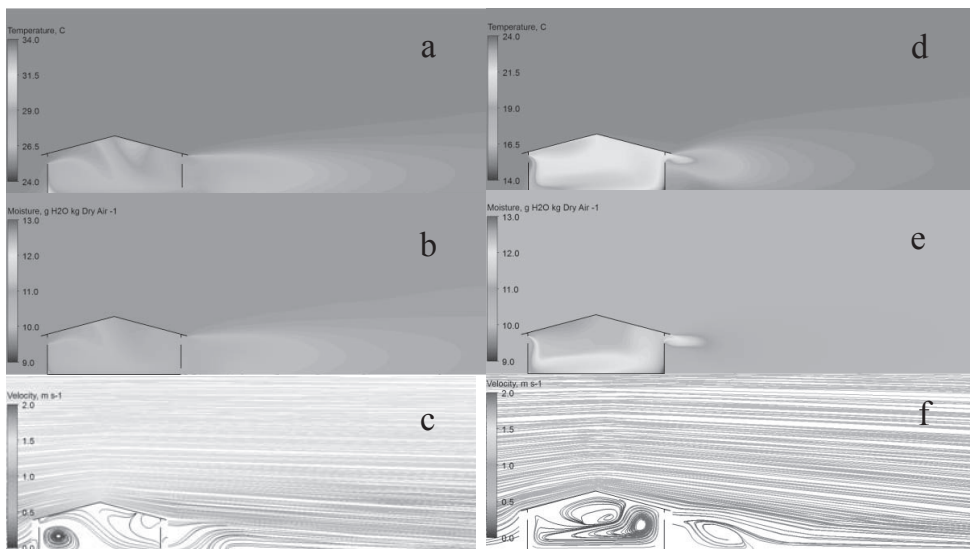 Temperature, C
34.0
31.5
29.0
26.5
24.0
a
Moisture, g H2O kg Dry Air -1
13.0
12.0
11.0
10.0
9.0
b
Velocity, m s-1
2.0
1.5
1.0
0.5
0.0
c
Temperature, C
24.0
21.5
19.0
16.5
14.0
d
Moisture, g H2O kg Dry Air -1
13.0
12.0
11.0
10.0
9.0
e
Velocity, m s-1
2.0
1.5
1.0
0.5
0.0
f